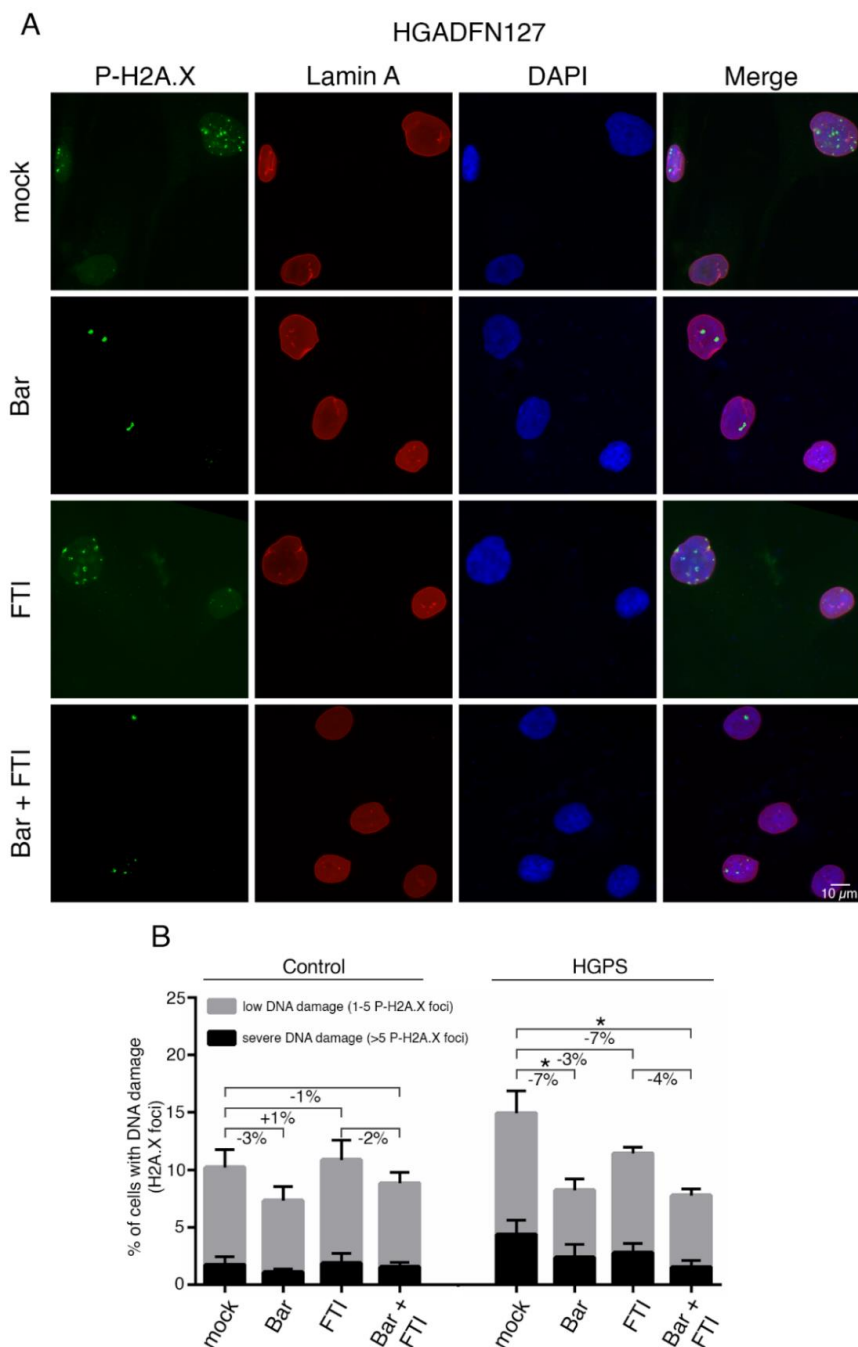 A
HGADFN127
P-H2A.X Lamin A DAPI Merge
mock
Bar
FTI
Bar + FTI
10 µm
B
Control HGPS
25
20
15
10
5
0
% of cells with DNA damage
(H2A.X foci)
low DNA damage (1-5 P-H2A.X foci)
severe DNA damage (>5 P-H2A.X foci)
-1%
+1%
-3% -2%
*
-7%
* -3%
-7% -4%
mock Bar FTI Bar +
FTI
mock Bar FTI Bar +
FTI